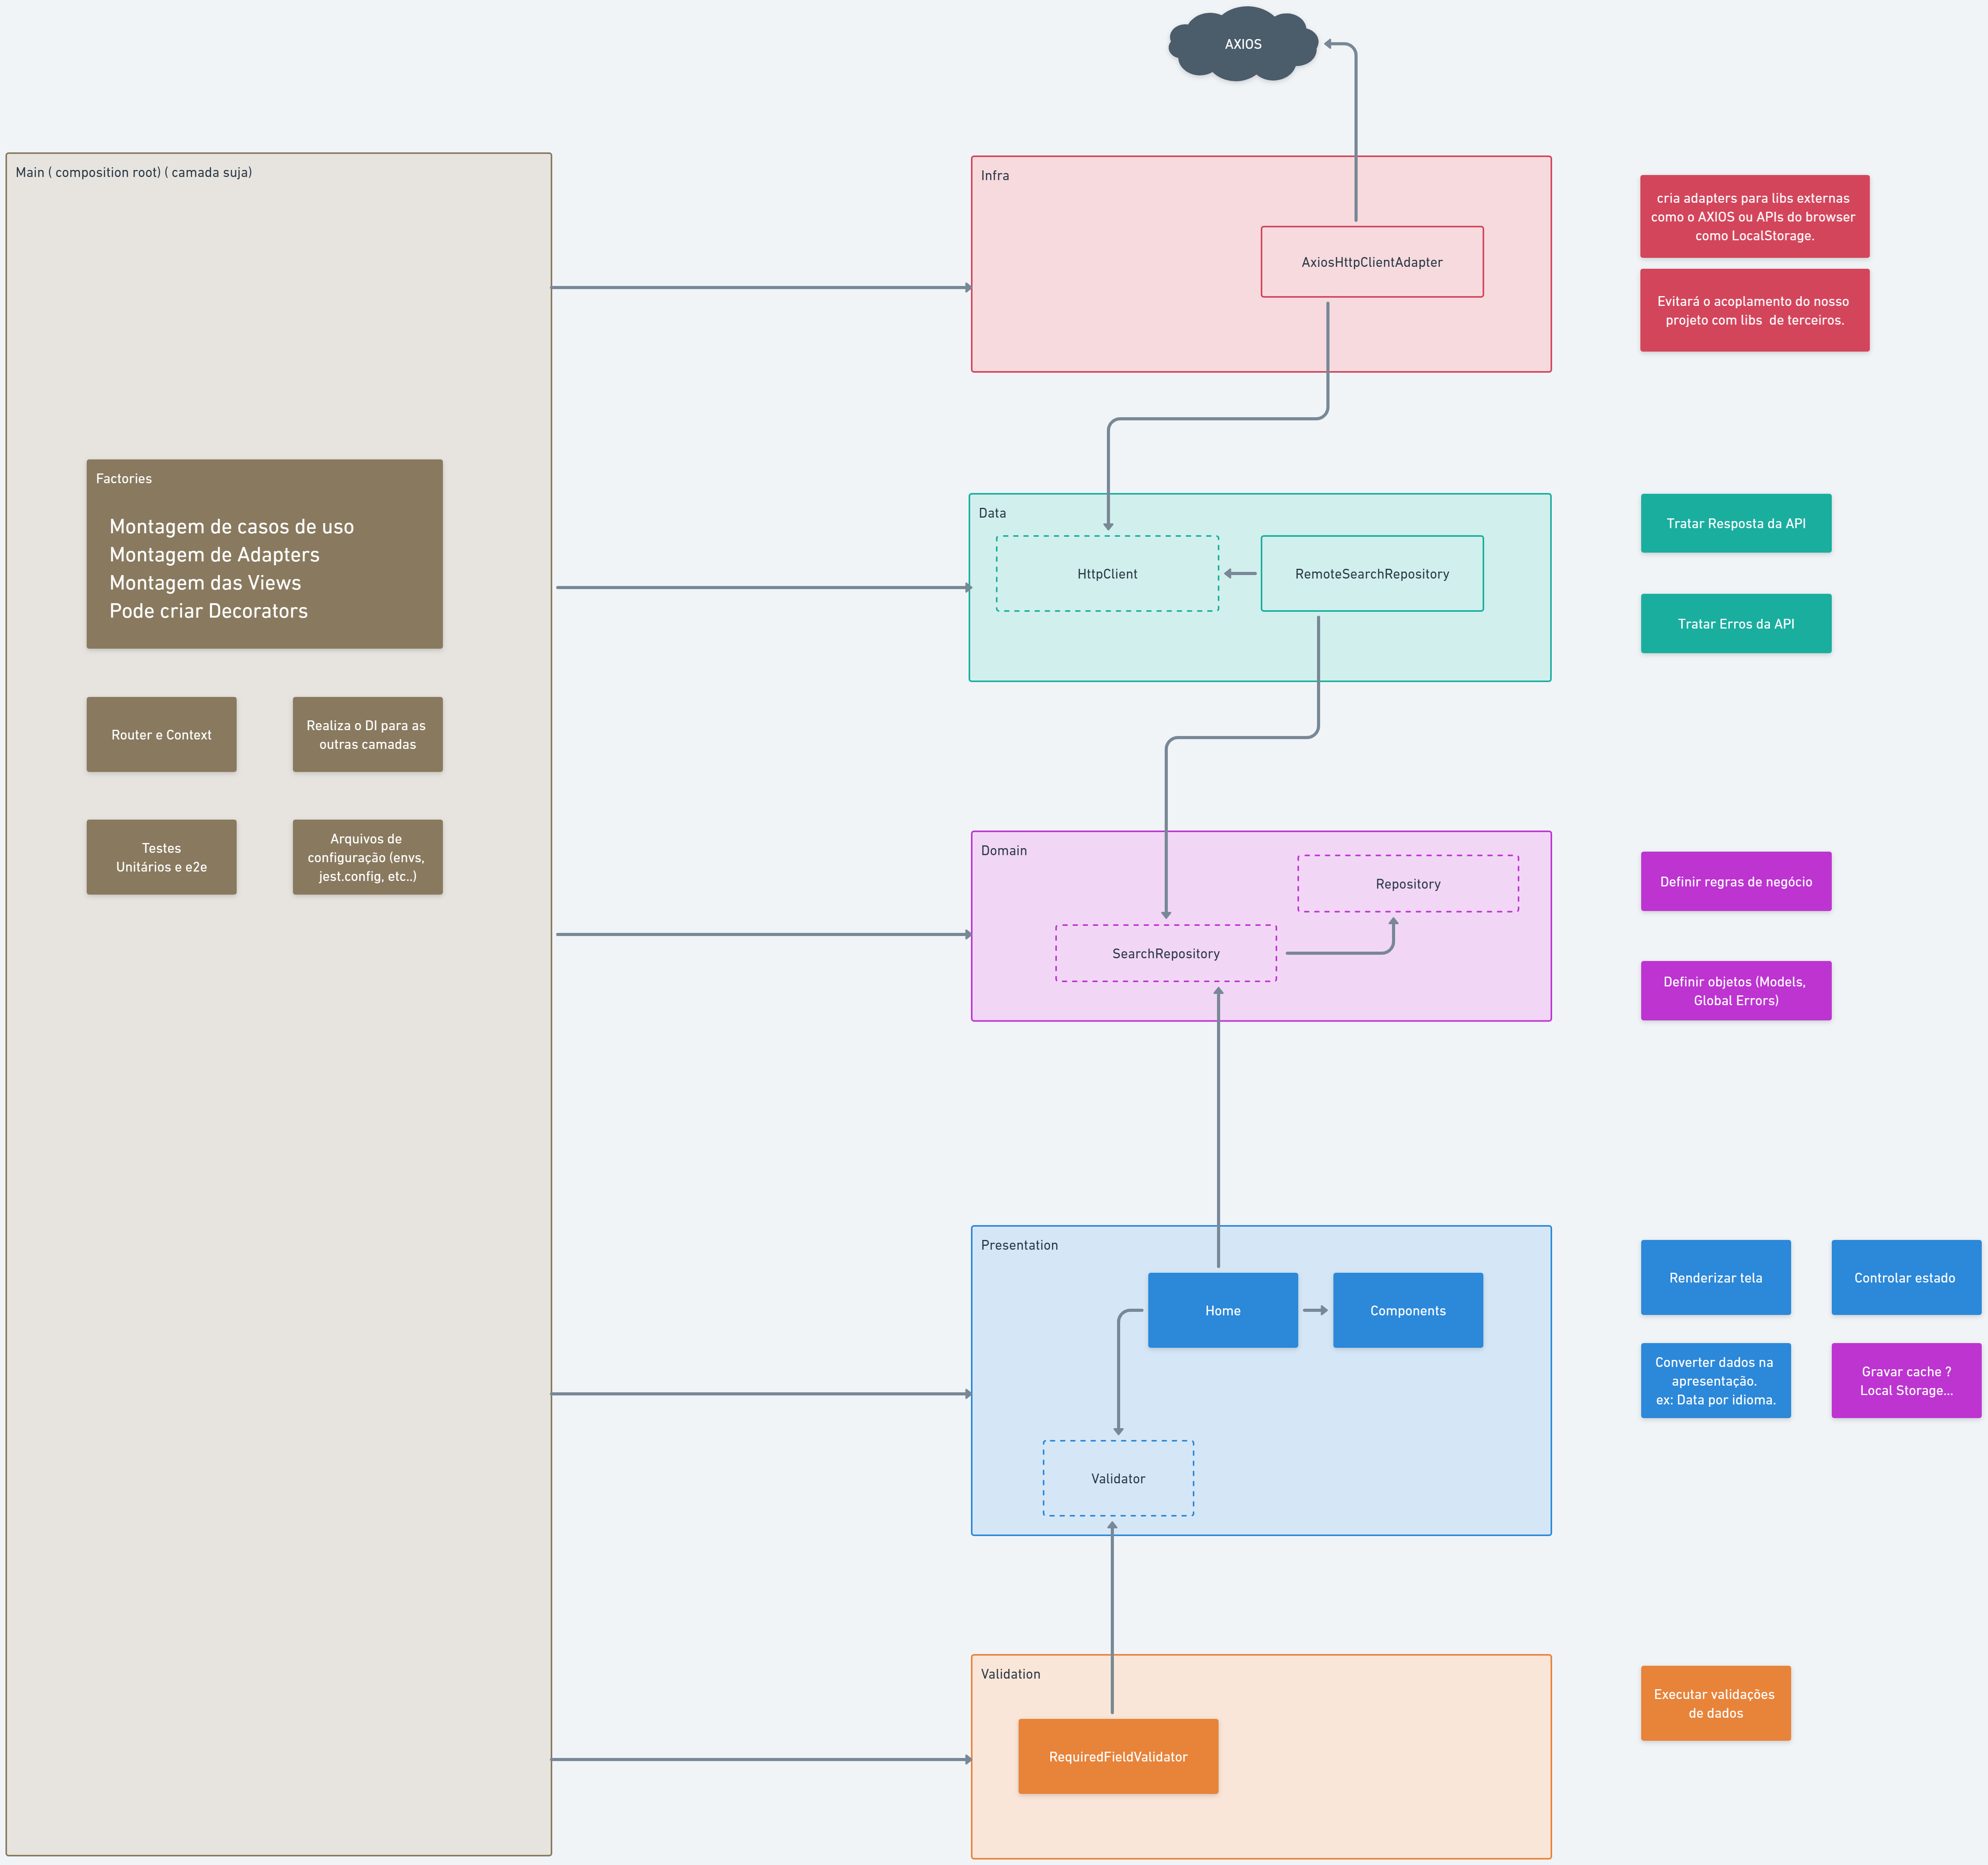 AXIOS
Main ( composition root) ( camada suja)
Factories
Montagem de casos de uso
Montagem de Adapters
Montagem das Views
Pode criar Decorators
Router e Context
Realiza o DI para as
outras camadas
Testes
Unitários e e2e
Arquivos de
configuração (envs,
jest.config, etc..)
Infra
AxiosHttpClientAdapter
cria adapters para libs externas
como o AXIOS ou APIs do browser
como LocalStorage.
Evitará o acoplamento do nosso
projeto com libs  de terceiros.
Data
HttpClient
RemoteSearchRepository
Tratar Resposta da API
Tratar Erros da API
Domain
Repository
SearchRepository
Definir regras de negócio
Definir objetos (Models,
Global Errors)
Presentation
Home
Components
Validator
Renderizar tela
Controlar estado
Converter dados na
apresentação.
ex: Data por idioma.
Gravar cache ?
Local Storage...
Validation
RequiredFieldValidator
Executar validações
de dados